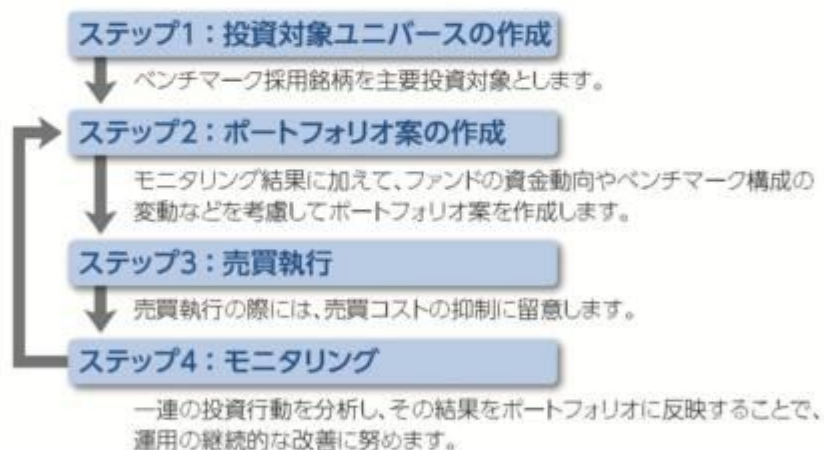 ステップ1：投資対象ユニバースの作成
ベンチマーク採用銘柄を主要投資対象とします。
ステップ2：ポートフォリオ案の作成
モニタリング結果に加えて、ファンドの資金動向やベンチマーク構成の
変動などを考慮してポートフォリオ案を作成します。
ステップ3：売買執行
売買執行の際には、売買コストの抑制に留意します。
ステップ4：モニタリング
一連の投資行動を分析し、その結果をポートフォリオに反映することで、
運用の継続的な改善に努めます。